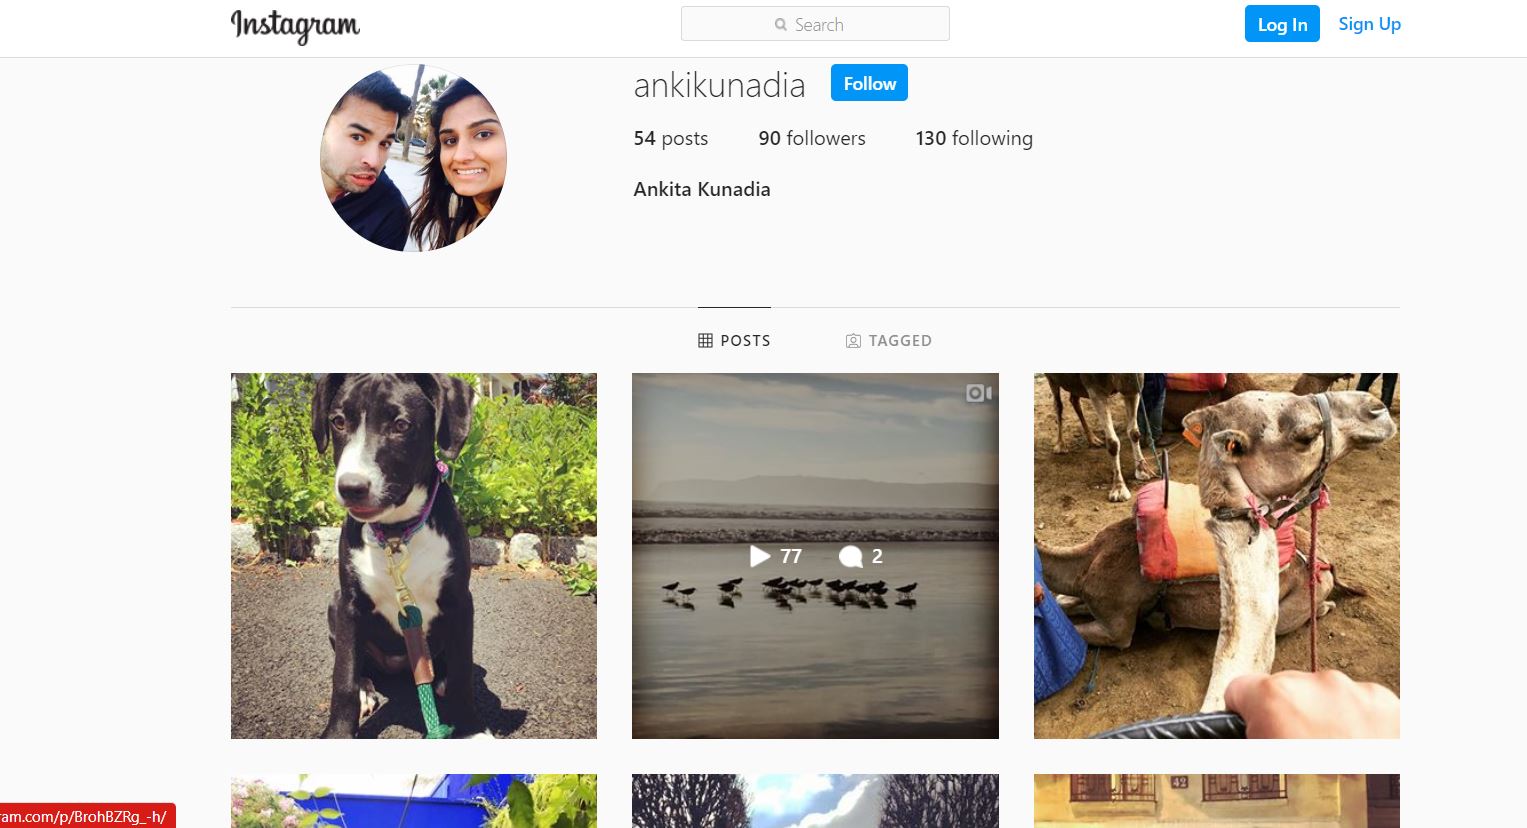 Instagram
Search
Log In Sign Up
ankikunadia Follow
54 posts 90 followers 130 following
Ankita Kunadia
POSTS TAGGED
77 2
42
ram.com/p/BrohBZRg_-h/